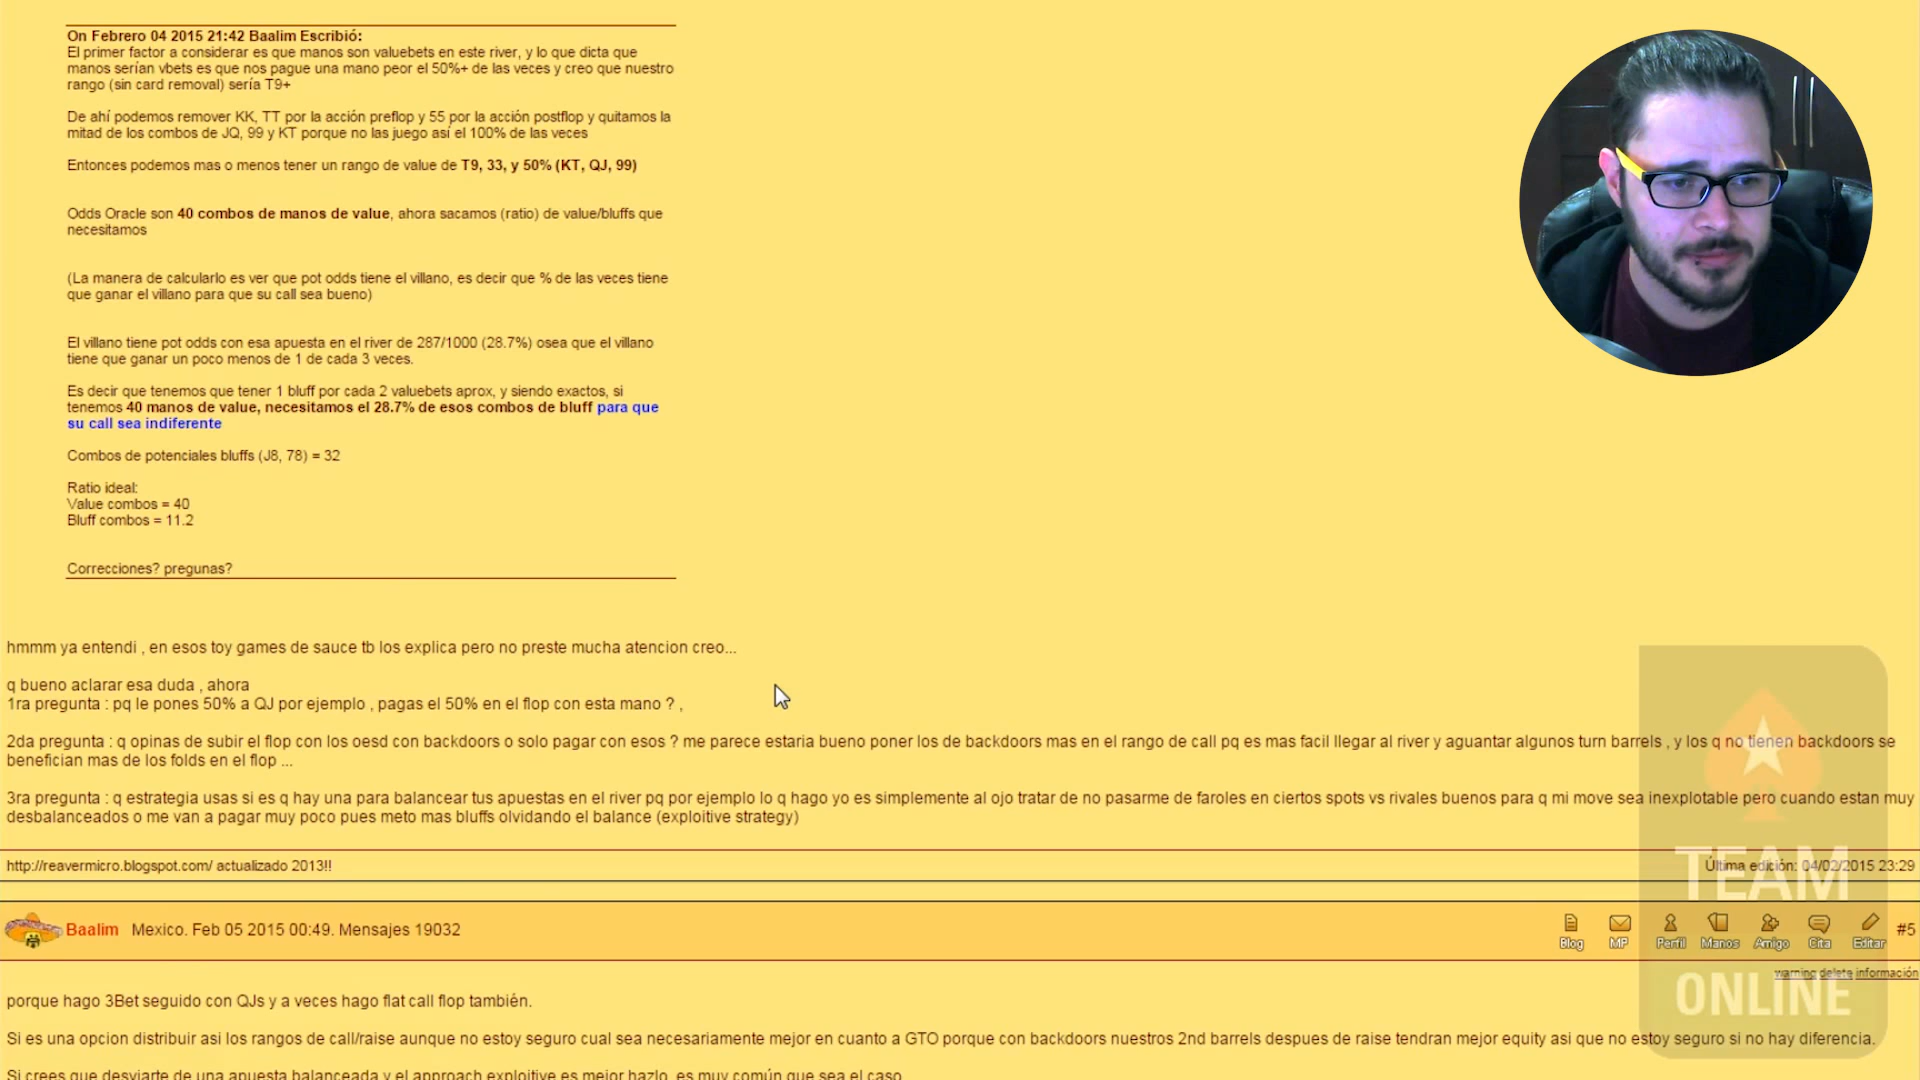 On Febrero 04 2015 21:42 Baalim Escribió:
El primer factor a considerar es que manos son valuebets en este river, y lo que dicta que
manos serían vbets es que nos pague una mano peor el 50%+ de las veces y creo que nuestro
rango (sin card removal) sería T9+
De ahí podemos remover KK, TT por la acción preflop y 55 por la acción postflop y quitamos la
mitad de los combos de JQ, 99 y KT porque no las juego así el 100% de las veces
Entonces podemos mas o menos tener un rango de value de T9, 33, y 50% (KT, QJ, 99)
Odds Oracle son 40 combos de manos de value, ahora sacamos (ratio) de value/bluffs que
necesitamos
(La manera de calcularlo es ver que pot odds tiene el villano, es decir que % de las veces tiene
que ganar el villano para que su call sea bueno)
El villano tiene pot odds con esa apuesta en el river de 287/1000 (28.7%) osea que el villano
tiene que ganar un poco menos de 1 de cada 3 veces.
Es decir que tenemos que tener 1 bluff por cada 2 valuebets aprox, y siendo exactos, si
tenemos 40 manos de value, necesitamos el 28.7% de esos combos de bluff para que
su call sea indiferente
Combos de potenciales bluffs (J8, 78) = 32
Ratio ideal:
Value combos = 40
Bluff combos = 11.2
Correcciones? pregunas?
hmmm ya entendi , en esos toy games de sauce tb los explica pero no preste mucha atencion creo...
q bueno aclarar esa duda , ahora
1ra pregunta : pq le pones 50% a QJ por ejemplo , pagas el 50% en el flop con esta mano ? ,
2da pregunta : q opinas de subir el flop con los oesd con backdoors o solo pagar con esos ? me parece estaria bueno poner los de backdoors mas en el rango de call pq es mas facil llegar al river y aguantar algunos turn barrels , y los q no tienen backdoors se
benefician mas de los folds en el flop ...
3ra pregunta : q estrategia usas si es q hay una para balancear tus apuestas en el river pq por ejemplo lo q hago yo es simplemente al ojo tratar de no pasarme de faroles en ciertos spots vs rivales buenos para q mi move sea inexplotable pero cuando estan muy
desbalanceados o me van a pagar muy poco pues meto mas bluffs olvidando el balance (exploitive strategy)
http://reavermicro.blogspot.com/ actualizado 2013!!
Última edición: 04/02/2015 23:29
TEAM
Baalim Mexico. Feb 05 2015 00:49. Mensajes 19032
Blog MP Perfil Manos Amigo Cita Editar #5
warning delete información
ONLINE
porque hago 3Bet seguido con QJs y a veces hago flat call flop también.
Si es una opcion distribuir asi los rangos de call/raise aunque no estoy seguro cual sea necesariamente mejor en cuanto a GTO porque con backdoors nuestros 2nd barrels despues de raise tendran mejor equity asi que no estoy seguro si no hay diferencia.
Si crees que desviarte de una apuesta balanceada y el approach exploitive es mejor hazlo, es muy común que sea el caso